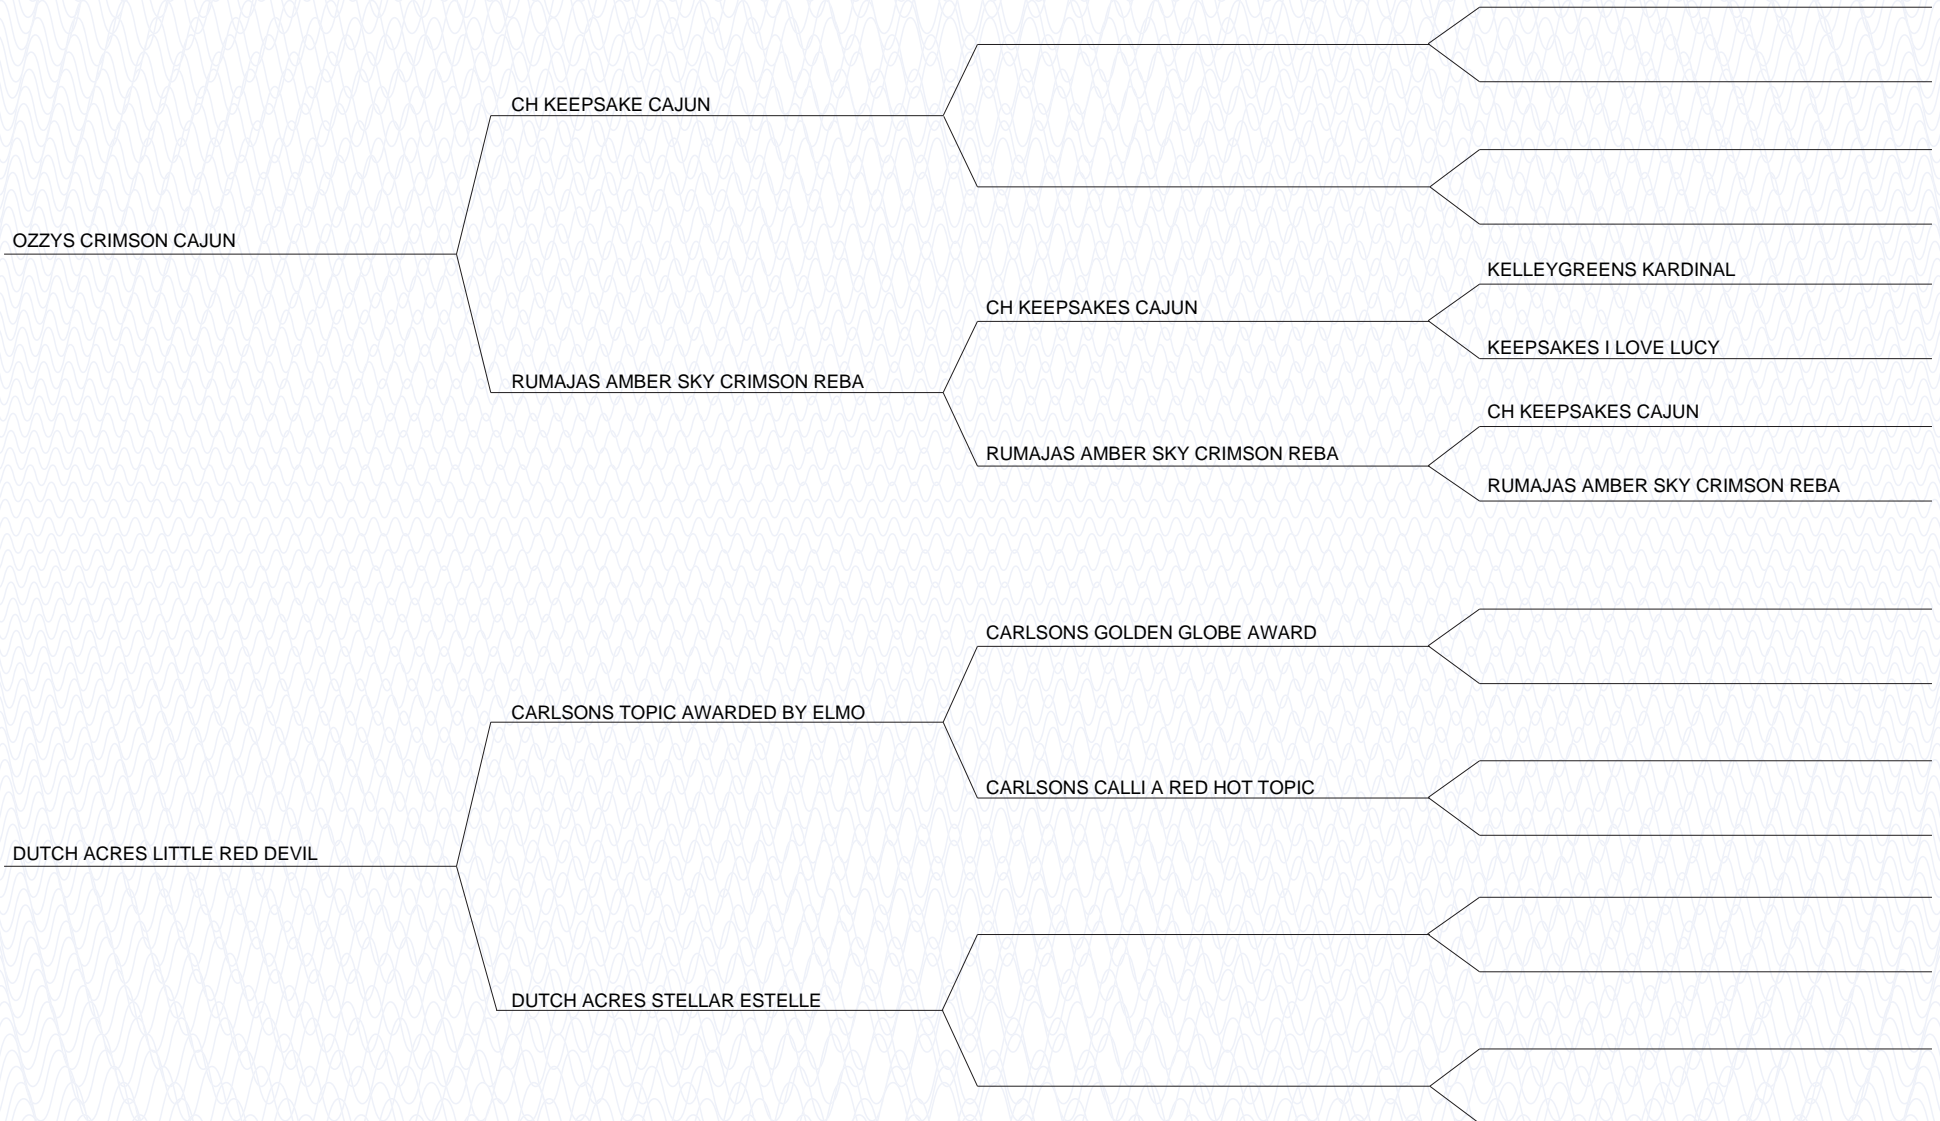 CH KEEPSAKE CAJUN
OZZYS CRIMSON CAJUN
KELLEYGREENS KARDINAL
CH KEEPSAKES CAJUN
KEEPSAKES I LOVE LUCY
RUMAJAS AMBER SKY CRIMSON REBA
CH KEEPSAKES CAJUN
RUMAJAS AMBER SKY CRIMSON REBA
RUMAJAS AMBER SKY CRIMSON REBA
CARLSONS GOLDEN GLOBE AWARD
CARLSONS TOPIC AWARDED BY ELMO
CARLSONS CALLI A RED HOT TOPIC
DUTCH ACRES LITTLE RED DEVIL
DUTCH ACRES STELLAR ESTELLE